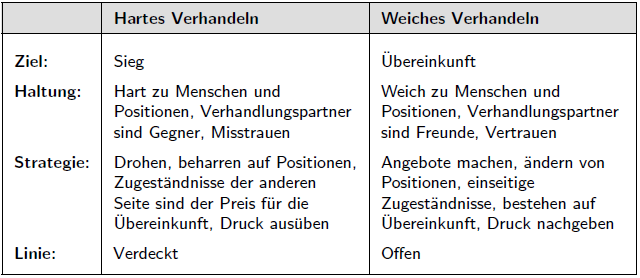 Hartes Verhandeln Weiches Verhandeln
Ziel: Sieg Übereinkunft
Haltung: Hart zu Menschen und Weich zu Menschen und
Positionen, Verhandlungspartner Positionen, Verhandlungspartner
sind Gegner, Misstrauen sind Freunde, Vertrauen
Strategie: Drohen, beharren auf Positionen, Angebote machen, ändern von
Zugeständnisse der anderen Positionen, einseitige
Seite sind der Preis für die Zugeständnisse, bestehen auf
Übereinkunft, Druck ausüben Übereinkunft, Druck nachgeben
Linie: Verdeckt Offen